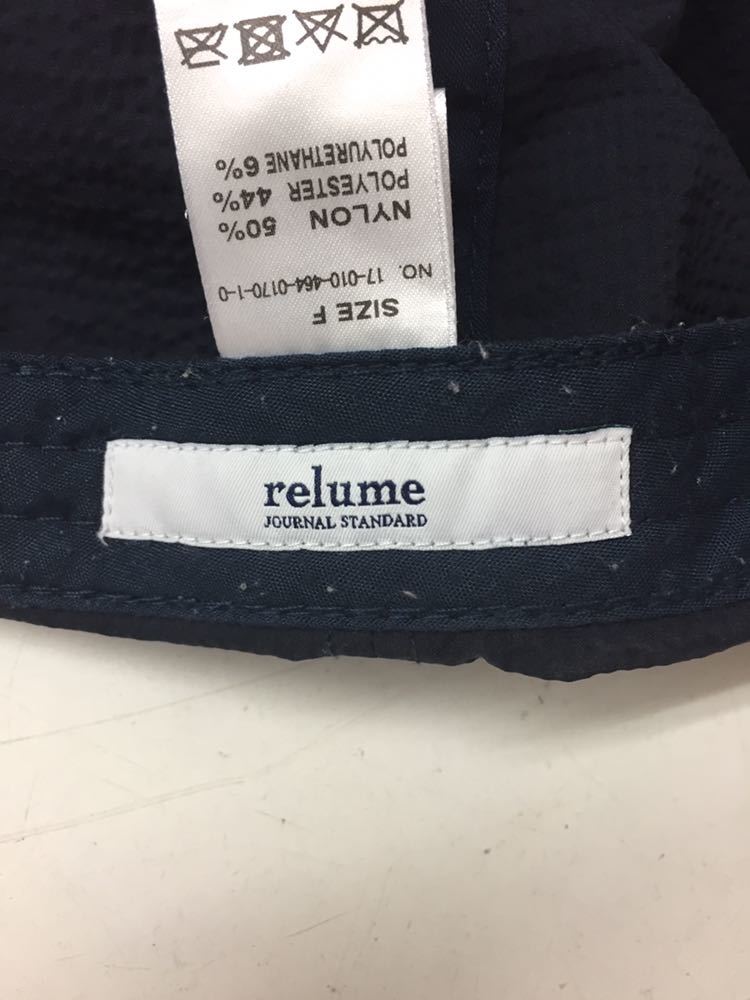 SIZE F
NO. 17-010-464-0170-1-0
NYLON 50%
POLYESTER 44%
POLYURETHANE 6%
relume
JOURNAL STANDARD